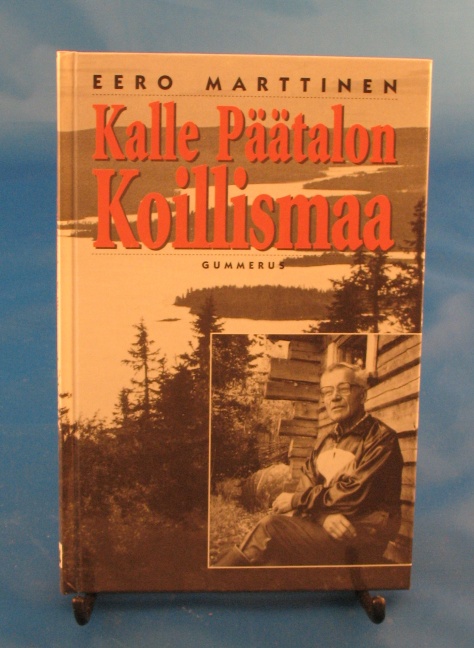 EERO MARTTINEN
Kalle Päätalon
Koillismaa
GUMMERUS